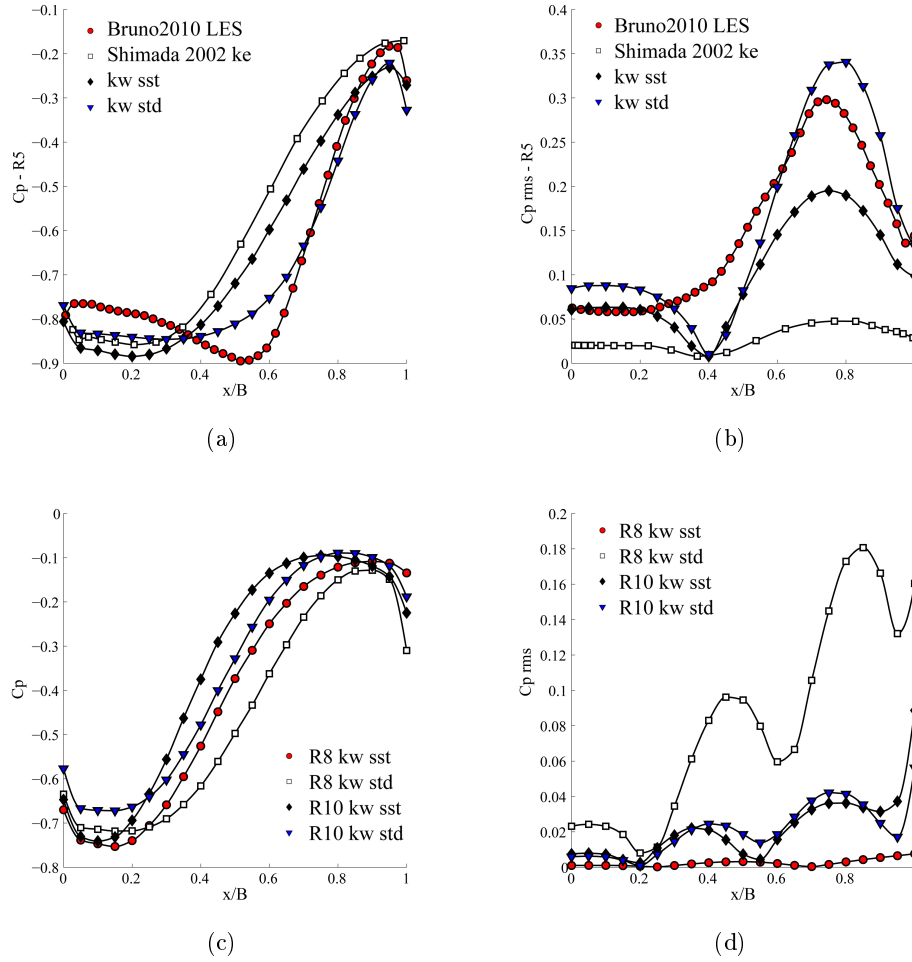 −0.1
−0.2
−0.3
−0.4
−0.5
−0.6
−0.7
−0.8
−0.9
Cp - R5
Bruno2010 LES
Shimada 2002 ke
kw sst
kw std
0 0.2 0.4 0.6 0.8 1
x/B
(a)
0.4
0.35
0.3
0.25
0.2
0.15
0.1
0.05
0
Cp rms - R5
Bruno2010 LES
Shimada 2002 ke
kw sst
kw std
0 0.2 0.4 0.6 0.8
x/B
(b)
0
−0.1
−0.2
−0.3
−0.4
−0.5
−0.6
−0.7
−0.8
Cp
R8 kw sst
R8 kw std
R10 kw sst
R10 kw std
0 0.2 0.4 0.6 0.8 1
x/B
(c)
0.2
0.18
0.16
0.14
0.12
0.1
0.08
0.06
0.04
0.02
0
Cp rms
R8 kw sst
R8 kw std
R10 kw sst
R10 kw std
0 0.2 0.4 0.6 0.8
x/B
(d)